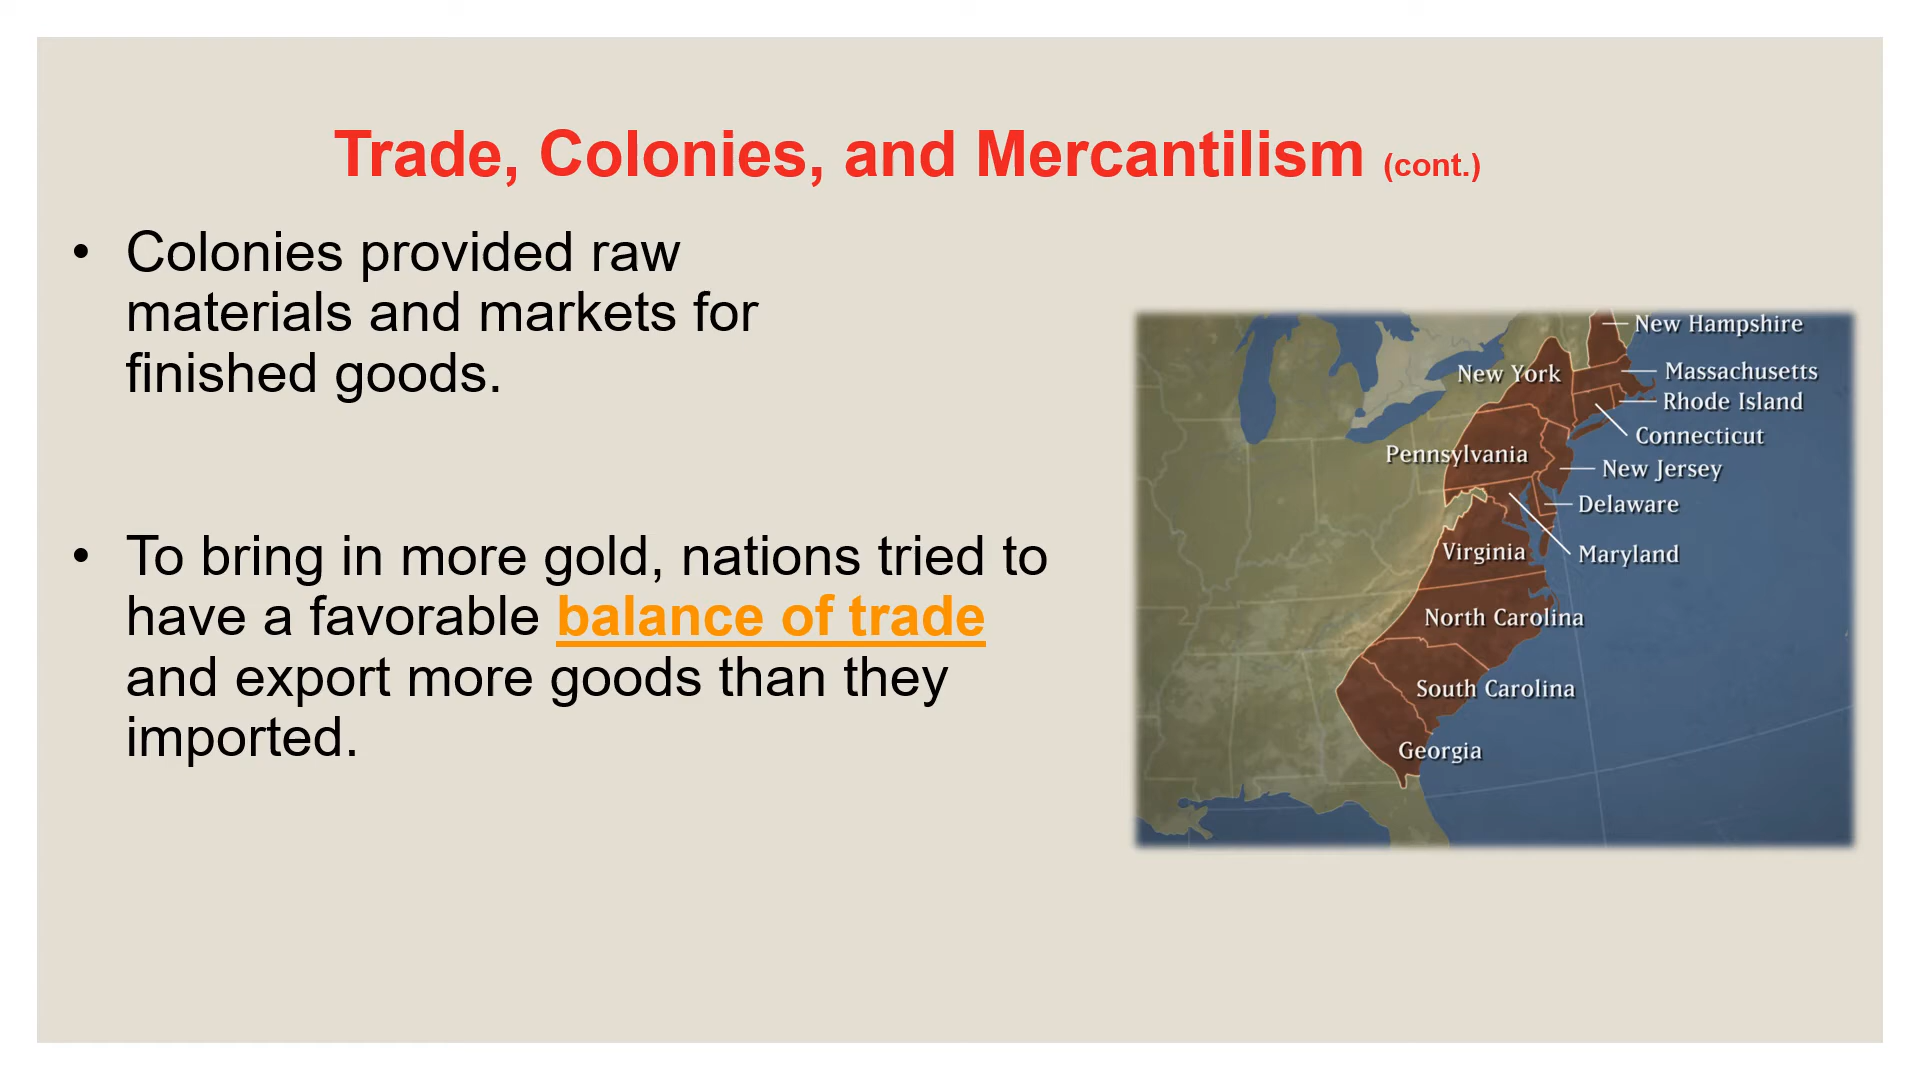 Trade, Colonies, and Mercantilism (cont.)
• Colonies provided raw
materials and markets for
finished goods.
• To bring in more gold, nations tried to
have a favorable balance of trade
and export more goods than they
imported.
New Hampshire
New York
Massachusetts
Rhode Island
Connecticut
Pennsylvania
New Jersey
Delaware
Virginia
Maryland
North Carolina
South Carolina
Georgia